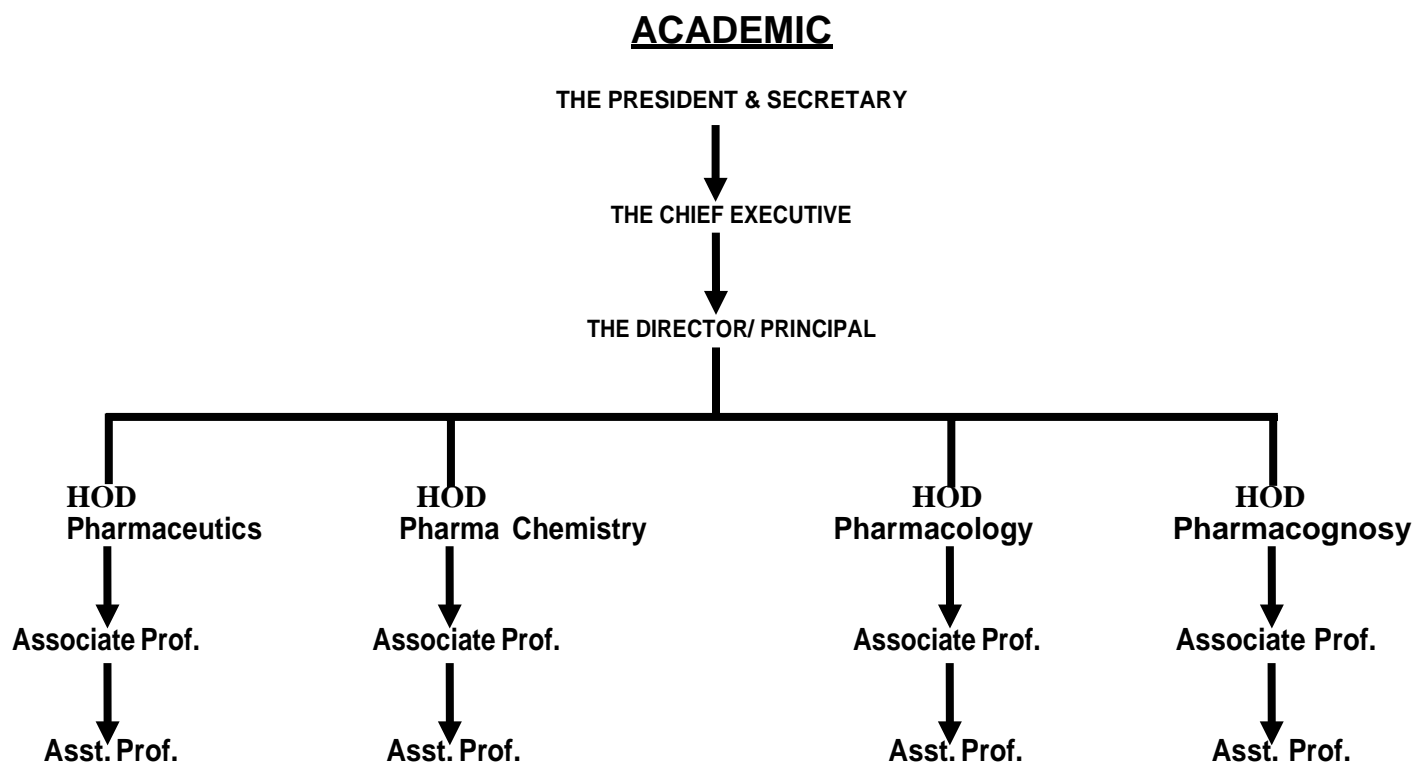 ACADEMIC
THE PRESIDENT & SECRETARY
THE CHIEF EXECUTIVE
THE DIRECTOR/ PRINCIPAL
HOD HOD HOD HOD
Pharmaceutics Pharma Chemistry Pharmacology Pharmacognosy
Associate Prof. Associate Prof. Associate Prof. Associate Prof.
Asst. Prof. Asst. Prof. Asst. Prof. Asst. Prof.